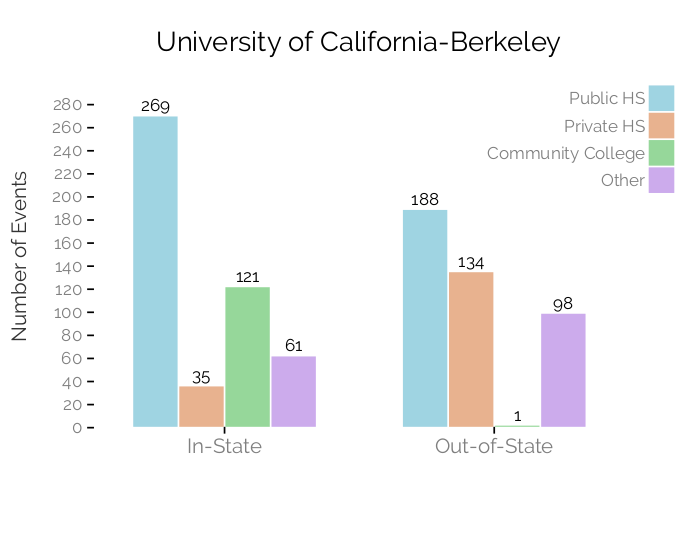 University of California-Berkeley
Number of Events
280
260
240
220
200
180
160
140
120
100
80
60
40
20
0
269
35
121
61
188
134
1
98
In-State
Out-of-State
Public HS
Private HS
Community College
Other